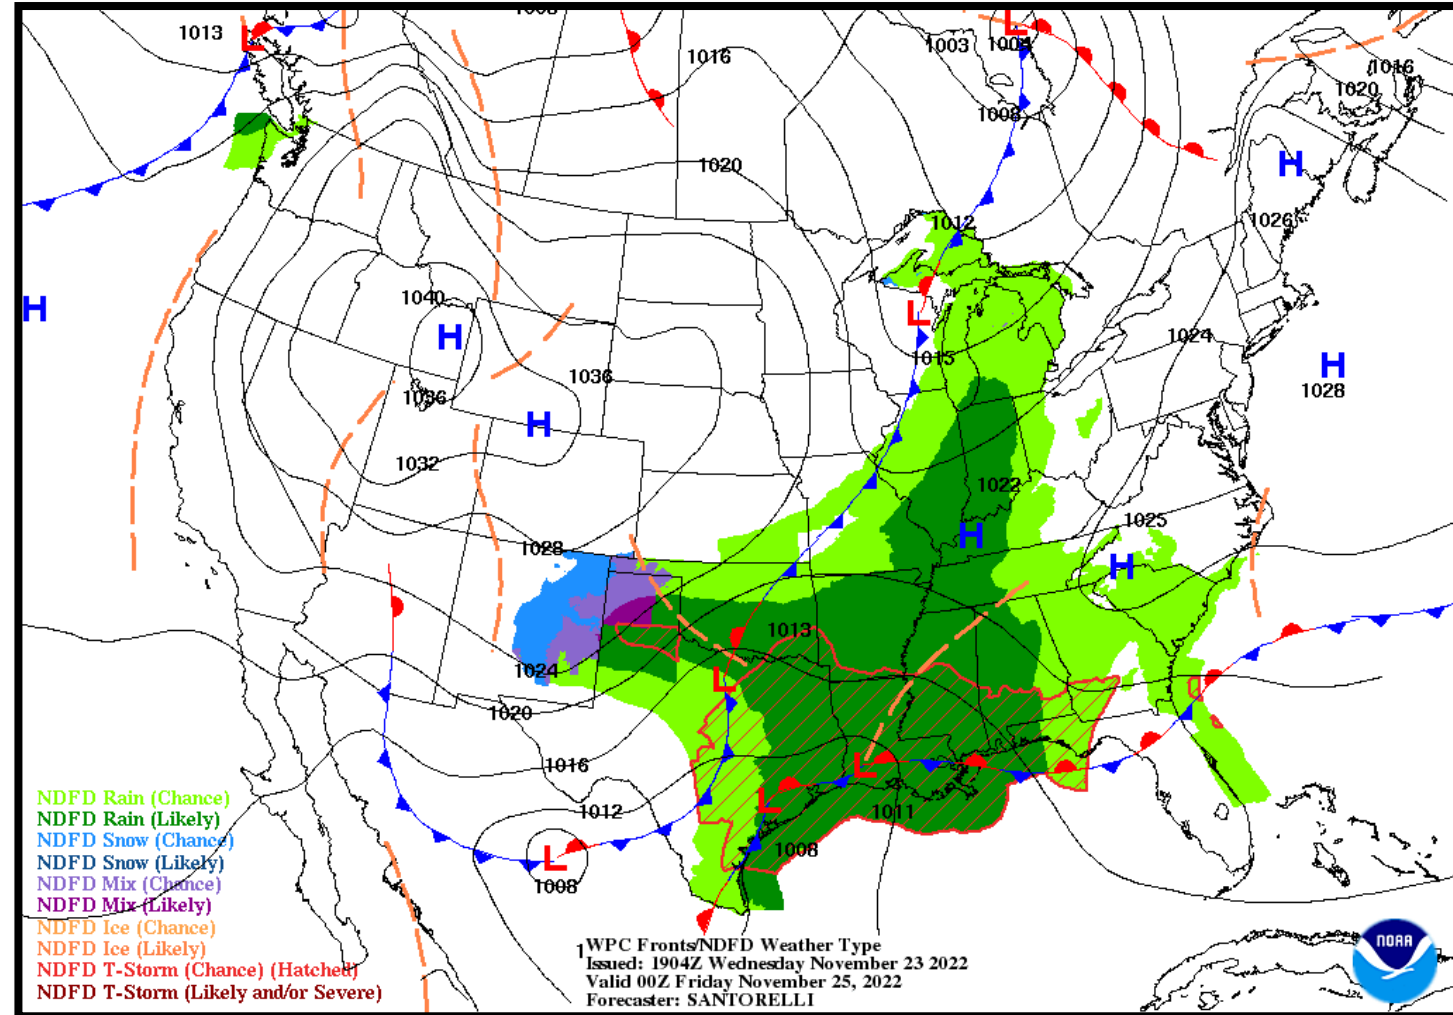 1013
L
1008
1016
1003
1004
L
1008
1016
1020
H
1020
1012
1026
H
1040
H
L
1024
1015
H
1028
1036
1036
H
1032
1022
1025
H
H
1028
1013
1024
L
1020
1016
L
1012
L
1011
1008
L
1008
NDFD Rain (Chance)
NDFD Rain (Likely)
NDFD Snow (Chance)
NDFD Snow (Likely)
NDFD Mix (Chance)
NDFD Mix (Likely)
NDFD Ice (Chance)
NDFD Ice (Likely)
NDFD T-Storm (Chance) (Hatched)
NDFD T-Storm (Likely and/or Severe)
1
WPC Fronts/NDFD Weather Type
Issued: 1904Z Wednesday November 23 2022
Valid 00Z Friday November 25, 2022
Forecaster: SANTORELLI
NOAA